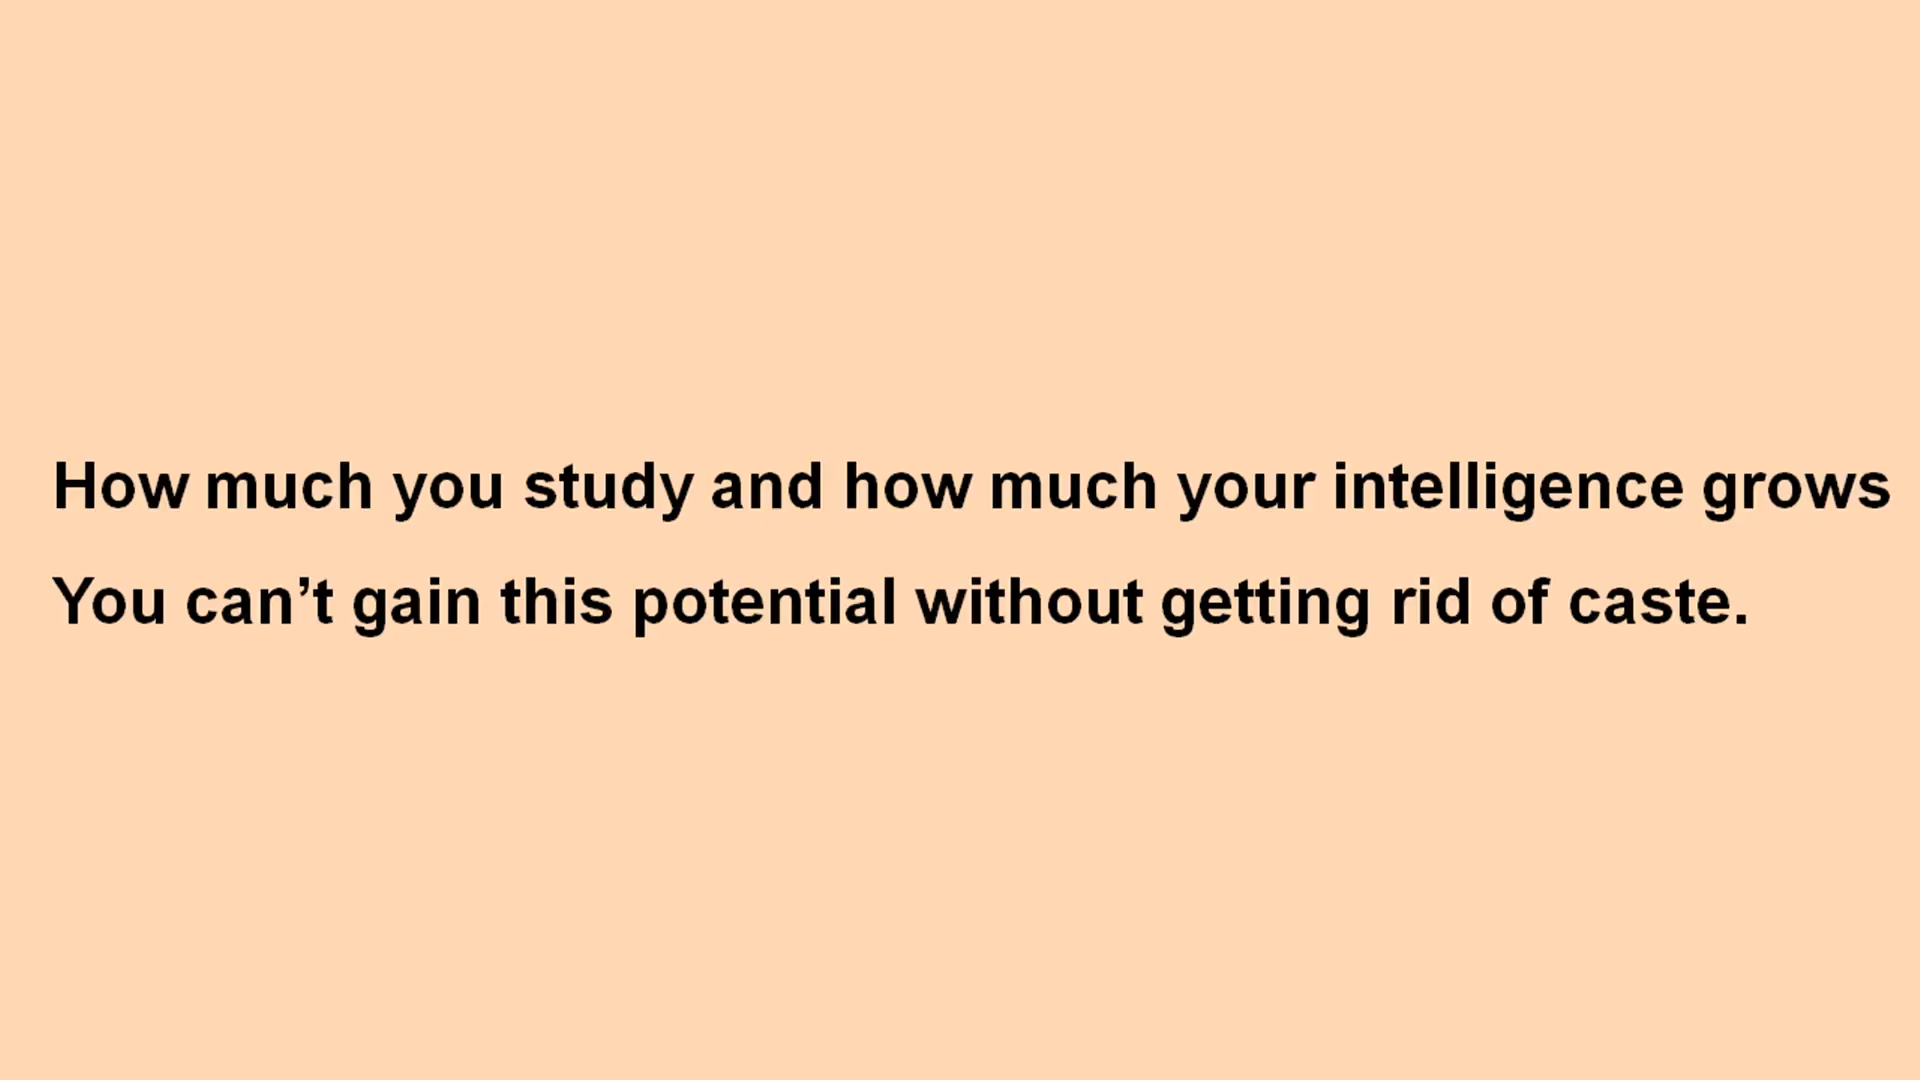 How much you study and how much your intelligence grows
You can’t gain this potential without getting rid of caste.